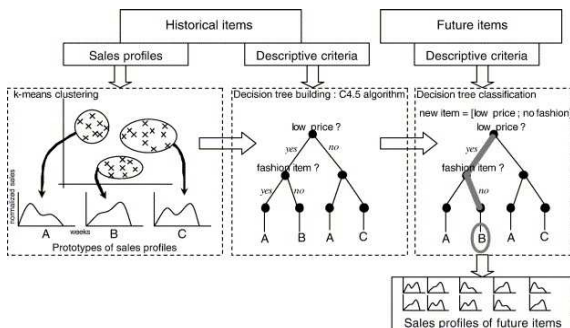 Historical items
Future items
Sales profiles
Descriptive criteria
Descriptive criteria
k-means clustering
normalized sales
A
weeks
B
C
Prototypes of sales profiles
Decision tree building : C4.5 algorithm
low price ?
yes
no
fashion item ?
yes
no
A
B
A
C
Decision tree classification
new item = [low price ; no fashion]
low price ?
yes
no
fashion item ?
yes
no
A
B
A
C
Sales profiles of future items